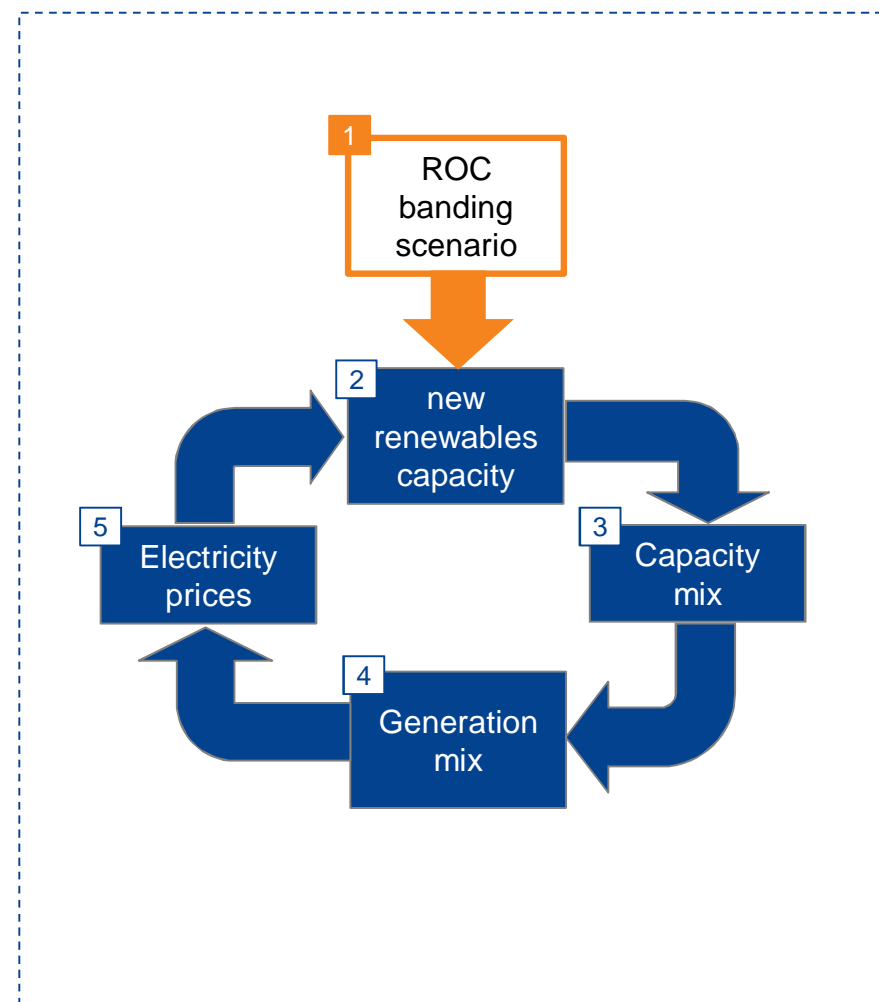 1
ROC
banding
scenario
2
new
renewables
capacity
3
Capacity
mix
4
Generation
mix
5
Electricity
prices